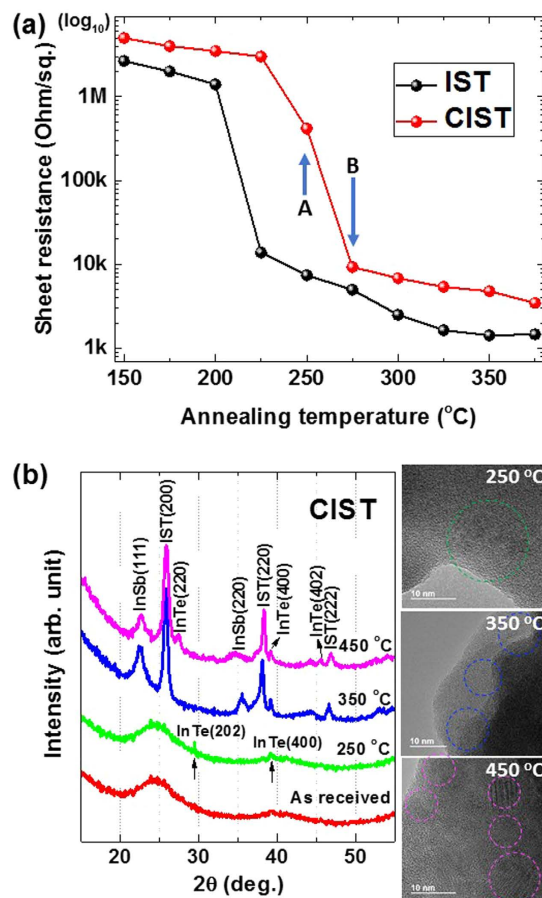 (a)
(log₁₀)
1M
100k
10k
1k
Sheet resistance (Ohm/sq.)
IST
CIST
A
B
150
200
250
300
350
Annealing temperature (°C)
(b)
CIST
InSb(111)
IST(200)
InTe(220)
InSb(220)
IST(220)
InTe(400)
InTe(402)
IST(222)
450 °C
350 °C
250 °C
InTe(202)
InTe(400)
As received
Intensity (arb. unit)
20
30
40
50
2θ (deg.)
250 °C
10 nm
350 °C
10 nm
450 °C
10 nm